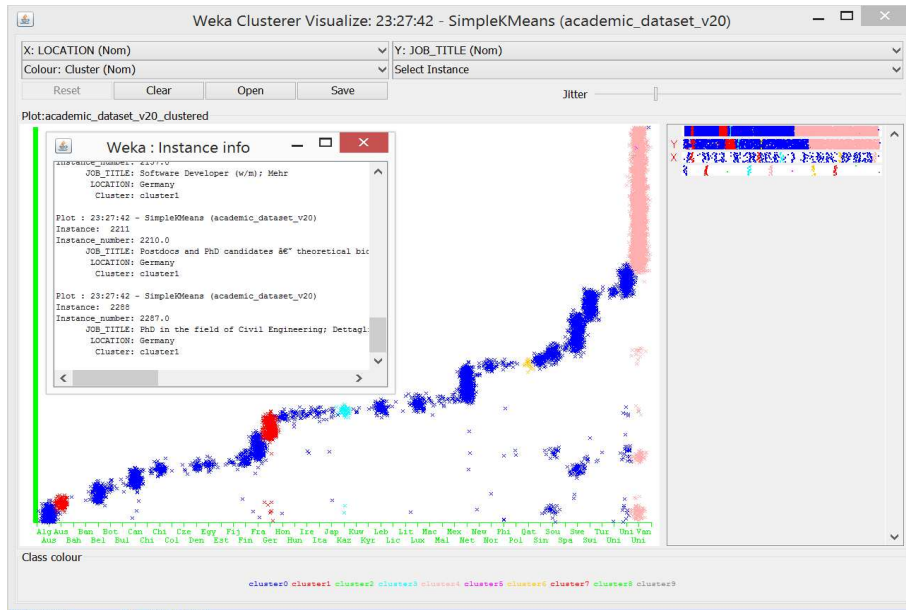 Weka Clusterer Visualize: 23:27:42 - SimpleKMeans (academic_dataset_v20)
X: LOCATION (Nom) Y: JOB_TITLE (Nom)
Colour: Cluster (Nom) Select Instance
Reset Clear Open Save Jitter
Plot:academic_dataset_v20_clustered
Weka : Instance info
Instance_number: 2137.0
JOB_TITLE: Software Developer (w/m); Mehr
LOCATION: Germany
Cluster: cluster1
Plot : 23:27:42 - SimpleKMeans (academic_dataset_v20)
Instance: 2211
Instance_number: 2210.0
JOB_TITLE: Postdocs and PhD candidates â€" theoretical bio
LOCATION: Germany
Cluster: cluster1
Plot : 23:27:42 - SimpleKMeans (academic_dataset_v20)
Instance: 2288
Instance_number: 2287.0
JOB_TITLE: PhD in the field of Civil Engineering; Dettagli
LOCATION: Germany
Cluster: cluster1
Y
X
Alg Aus Ban Bot Can Chi Cze Egy Fij Fra Hon Ire Jap Kuw Leb Lit Mac Mex New Phi Qat Sou Swe Tur Uni Van
Aus Bah Bel Bul Chi Col Den Est Fin Ger Hun Ita Kaz Kyr Lic Lux Mal Net Nor Pol Sin Spa Swi Uni Uni
Class colour
cluster0 cluster1 cluster2 cluster3 cluster4 cluster5 cluster6 cluster7 cluster8 cluster9